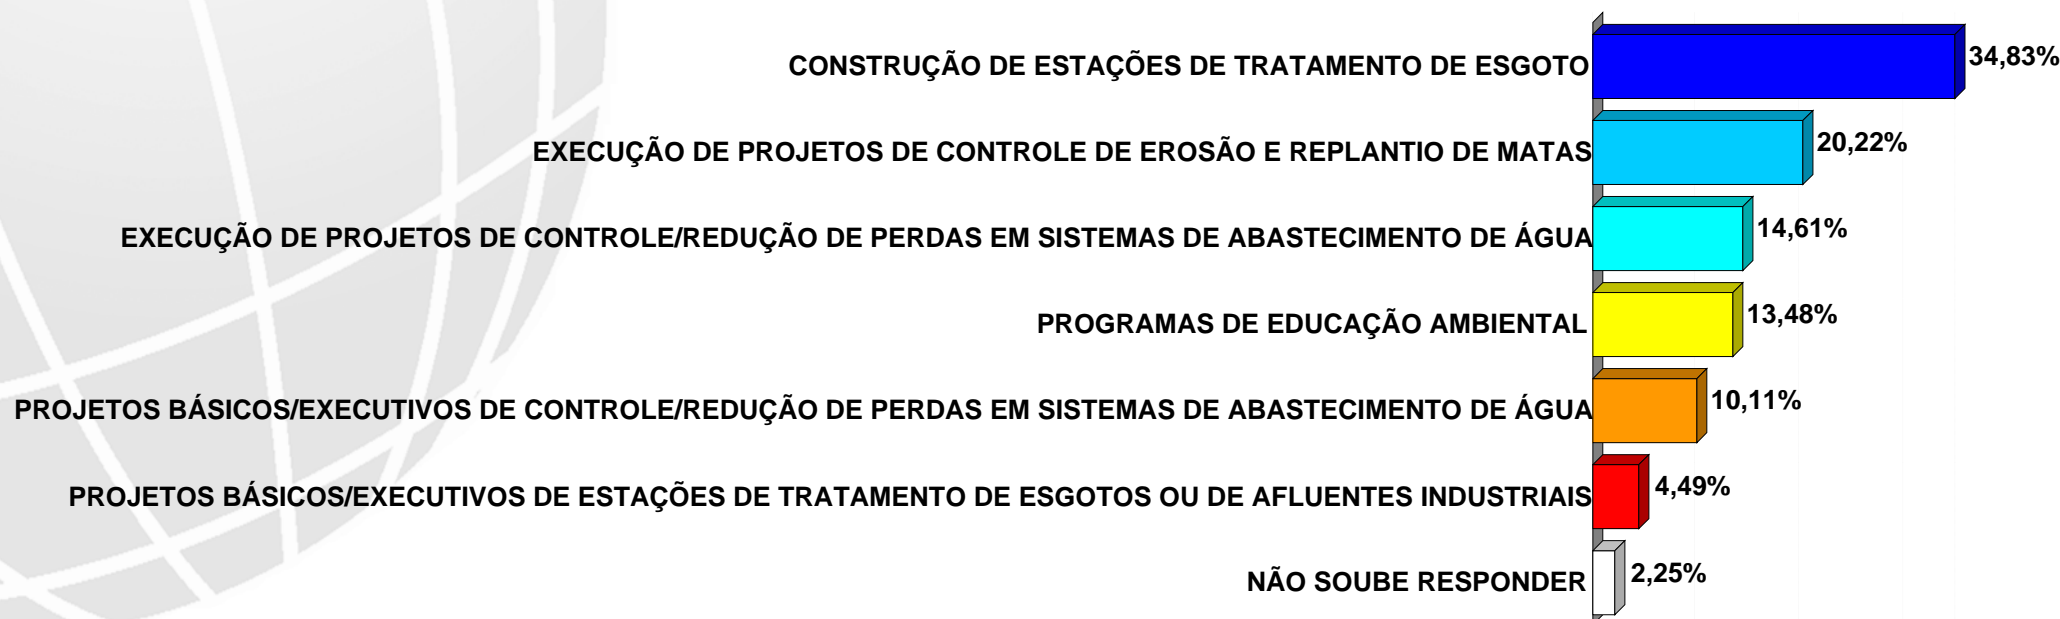 CONSTRUÇÃO DE ESTAÇÕES DE TRATAMENTO DE ESGOTO 34,83%
EXECUÇÃO DE PROJETOS DE CONTROLE DE EROSÃO E REPLANTIO DE MATAS 20,22%
EXECUÇÃO DE PROJETOS DE CONTROLE/REDUÇÃO DE PERDAS EM SISTEMAS DE ABASTECIMENTO DE ÁGUA 14,61%
PROGRAMAS DE EDUCAÇÃO AMBIENTAL 13,48%
PROJETOS BÁSICOS/EXECUTIVOS DE CONTROLE/REDUÇÃO DE PERDAS EM SISTEMAS DE ABASTECIMENTO DE ÁGUA 10,11%
PROJETOS BÁSICOS/EXECUTIVOS DE ESTAÇÕES DE TRATAMENTO DE ESGOTOS OU DE AFLUENTES INDUSTRIAIS 4,49%
NÃO SOUBE RESPONDER 2,25%